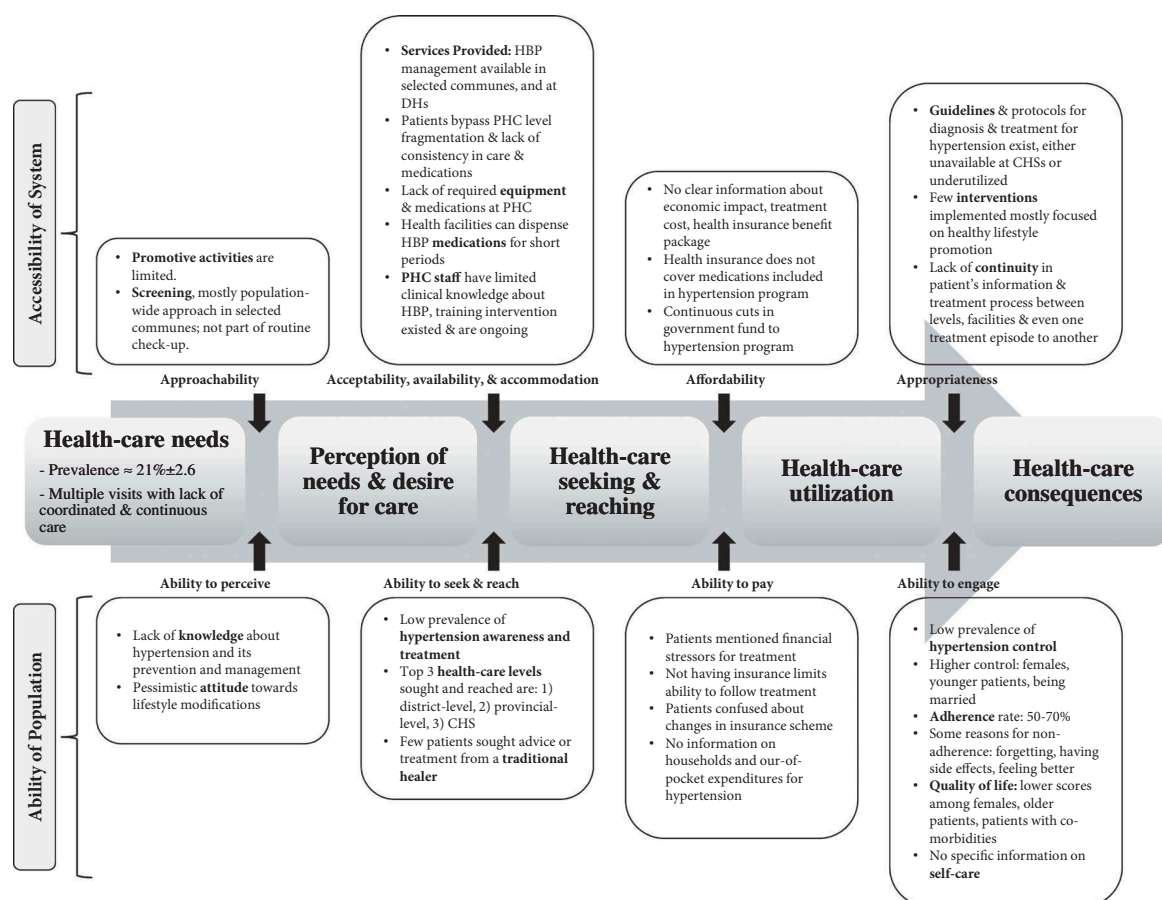 Accessibility of System
• Promotive activities are
limited.
• Screening, mostly population-
wide approach in selected
communes; not part of routine
check-up.
Approachability
• Services Provided: HBP
management available in
selected communes, and at
DHs
• Patients bypass PHC level
fragmentation & lack of
consistency in care &
medications
• Lack of required equipment
& medications at PHC
• Health facilities can dispense
HBP medications for short
periods
• PHC staff have limited
clinical knowledge about
HBP, training intervention
existed & are ongoing
Acceptability, availability, & accommodation
• No clear information about
economic impact, treatment
cost, health insurance benefit
package
• Health insurance does not
cover medications included
in hypertension program
• Continuous cuts in
government fund to
hypertension program
Affordability
• Guidelines & protocols for
diagnosis & treatment for
hypertension exist, either
unavailable at CHSs or
underutilized
• Few interventions
implemented mostly focused
on healthy lifestyle
promotion
• Lack of continuity in
patient's information &
treatment process between
levels, facilities & even one
treatment episode to another
Appropriateness
Health-care needs
- Prevalence ≈ 21%±2.6
- Multiple visits with lack of
coordinated & continuous
care
Perception of
needs & desire
for care
Health-care
seeking &
reaching
Health-care
utilization
Health-care
consequences
Ability of Population
Ability to perceive
• Lack of knowledge about
hypertension and its
prevention and management
• Pessimistic attitude towards
lifestyle modifications
Ability to seek & reach
• Low prevalence of
hypertension awareness and
treatment
• Top 3 health-care levels
sought and reached are: 1)
district-level, 2) provincial-
level, 3) CHS
• Few patients sought advice or
treatment from a traditional
healer
Ability to pay
• Patients mentioned financial
stressors for treatment
• Not having insurance limits
ability to follow treatment
• Patients confused about
changes in insurance scheme
• No information on
households and our-of-
pocket expenditures for
hypertension
Ability to engage
• Low prevalence of
hypertension control
• Higher control: females,
younger patients, being
married
• Adherence rate: 50-70%
• Some reasons for non-
adherence: forgetting, having
side effects, feeling better
• Quality of life: lower scores
among females, older
patients, patients with co-
morbidities
• No specific information on
self-care